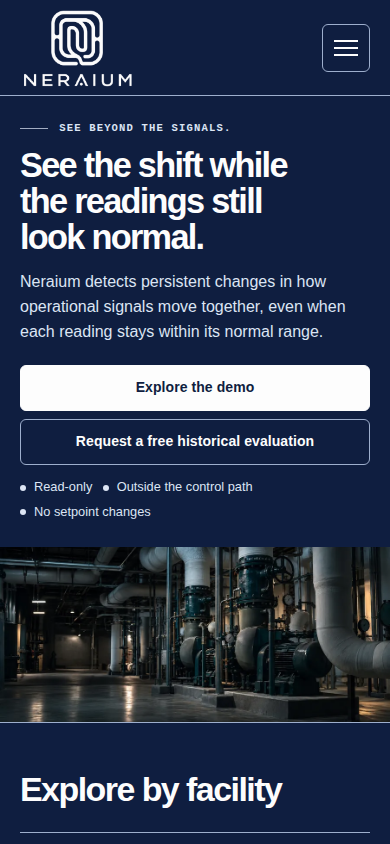 NERAIUM
SEE BEYOND THE SIGNALS.
See the shift while
the readings still
look normal.
Neraium detects persistent changes in how
operational signals move together, even when
each reading stays within its normal range.
Explore the demo
Request a free historical evaluation
Read-only
Outside the control path
No setpoint changes
Explore by facility